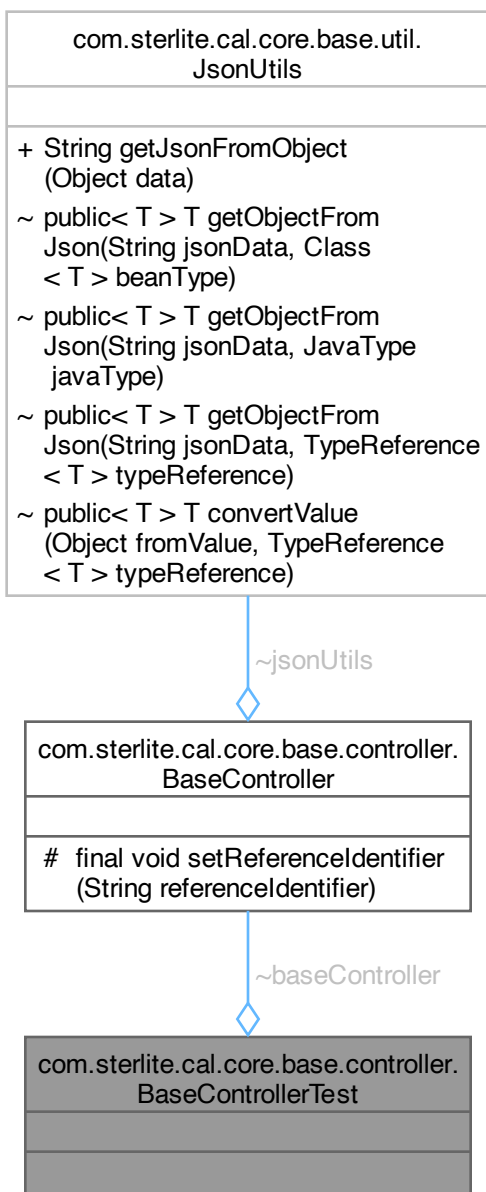 com.sterlite.cal.core.base.util.
JsonUtils
+ String getJsonFromObject
(Object data)
~ public< T > T getObjectFrom
Json(String jsonData, Class
< T > beanType)
~ public< T > T getObjectFrom
Json(String jsonData, JavaType
javaType)
~ public< T > T getObjectFrom
Json(String jsonData, TypeReference
< T > typeReference)
~ public< T > T convertValue
(Object fromValue, TypeReference
< T > typeReference)
~jsonUtils
com.sterlite.cal.core.base.controller.
BaseController
# final void setReferenceIdentifier
(String referenceIdentifier)
~baseController
com.sterlite.cal.core.base.controller.
BaseControllerTest